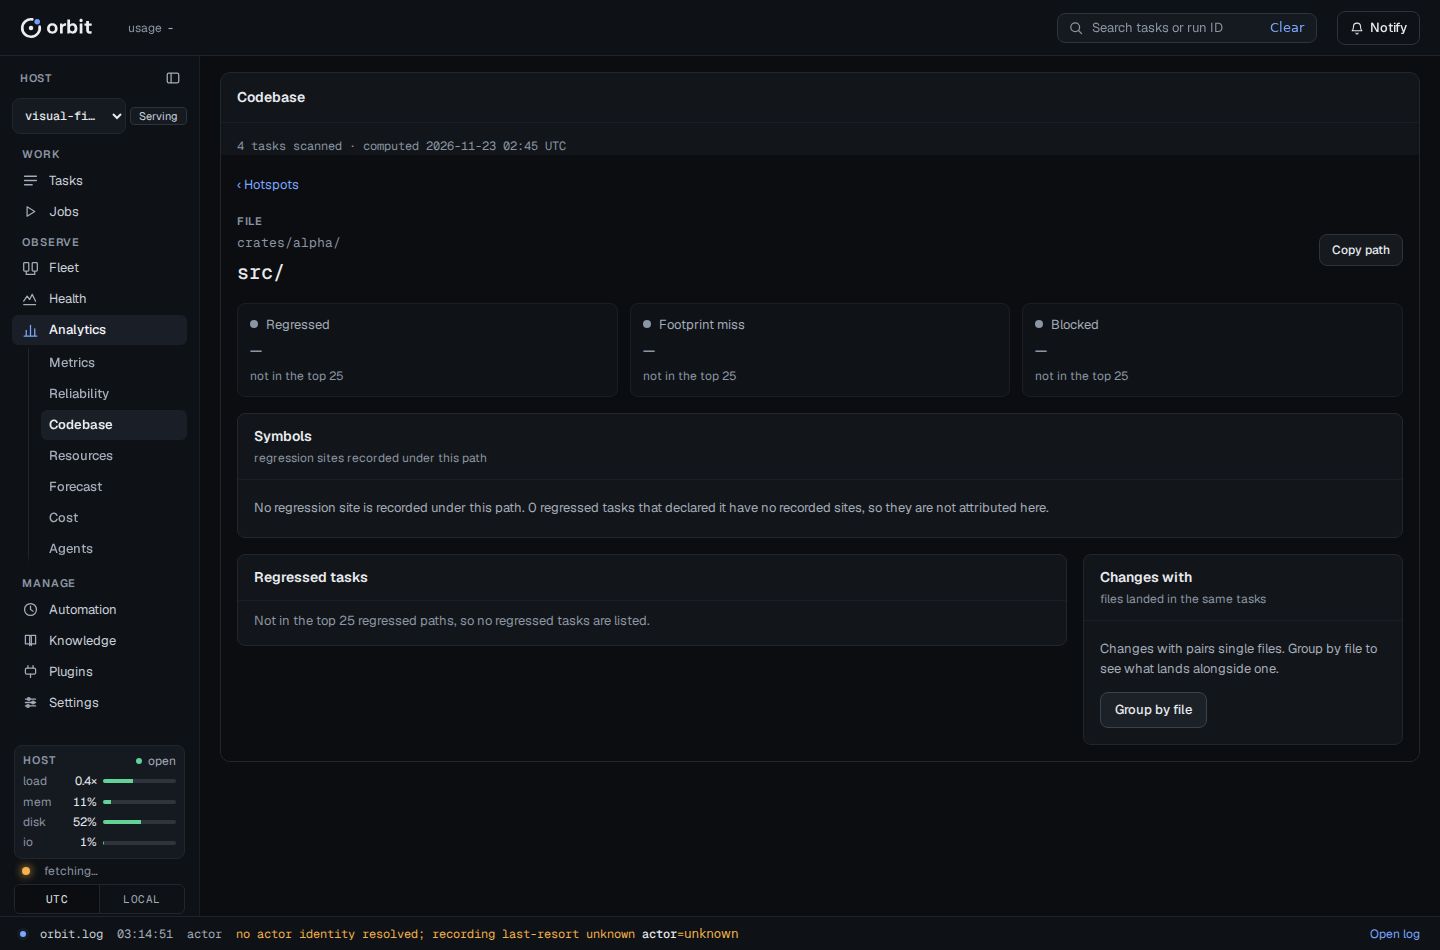 orbit
usage -
Search tasks or run ID
Clear
Notify
HOST
visual-fi…
Serving
WORK
Tasks
Jobs
OBSERVE
Fleet
Health
Analytics
Metrics
Reliability
Codebase
Resources
Forecast
Cost
Agents
MANAGE
Automation
Knowledge
Plugins
Settings
HOST
open
load 0.4×
mem 11%
disk 52%
io 1%
fetching…
UTC
LOCAL
Codebase
4 tasks scanned · computed 2026-11-23 02:45 UTC
‹ Hotspots
FILE
crates/alpha/
src/
Copy path
Regressed
—
not in the top 25
Footprint miss
—
not in the top 25
Blocked
—
not in the top 25
Symbols
regression sites recorded under this path
No regression site is recorded under this path. 0 regressed tasks that declared it have no recorded sites, so they are not attributed here.
Regressed tasks
Not in the top 25 regressed paths, so no regressed tasks are listed.
Changes with
files landed in the same tasks
Changes with pairs single files. Group by file to
see what lands alongside one.
Group by file
orbit.log 03:14:51 actor no actor identity resolved; recording last-resort unknown actor=unknown
Open log